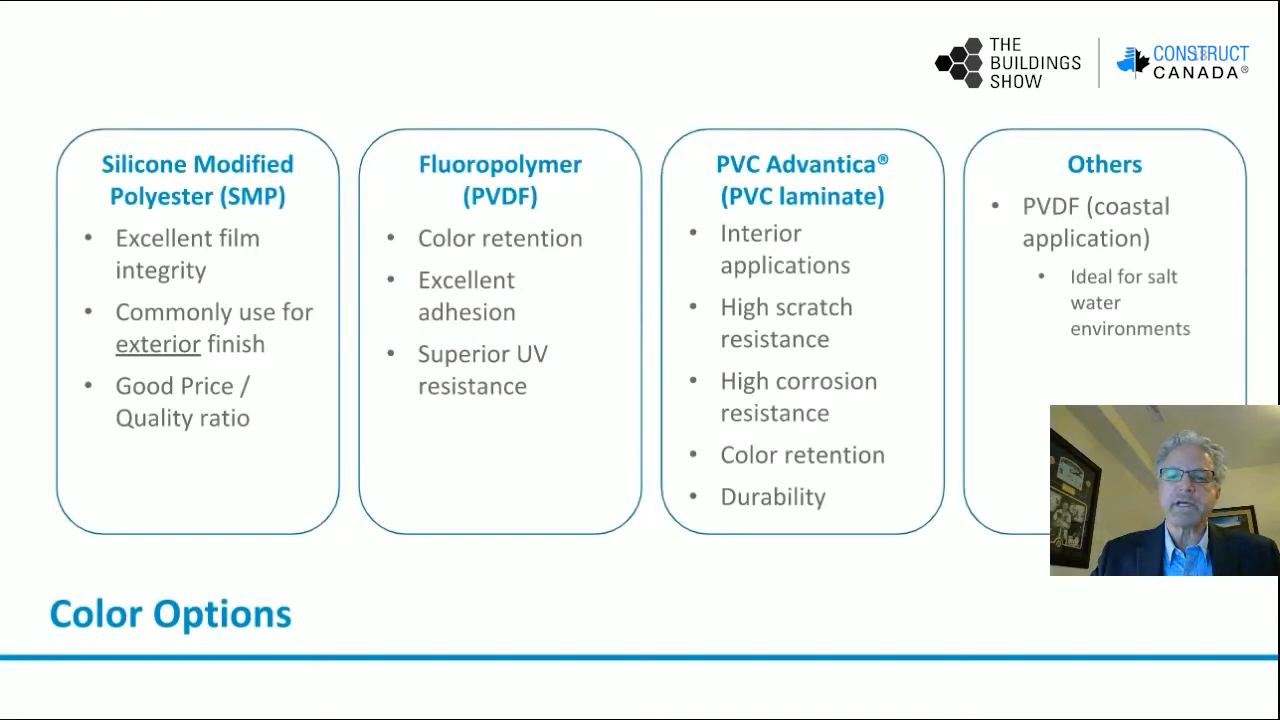 THE
BUILDINGS
SHOW
CONSTRUCT
CANADA®
Silicone Modified
Polyester (SMP)
• Excellent film
integrity
• Commonly use for
exterior finish
• Good Price /
Quality ratio
Fluoropolymer
(PVDF)
• Color retention
• Excellent
adhesion
• Superior UV
resistance
PVC Advantica®
(PVC laminate)
• Interior
applications
• High scratch
resistance
• High corrosion
resistance
• Color retention
• Durability
Others
• PVDF (coastal
application)
• Ideal for salt
water
environments
Color Options